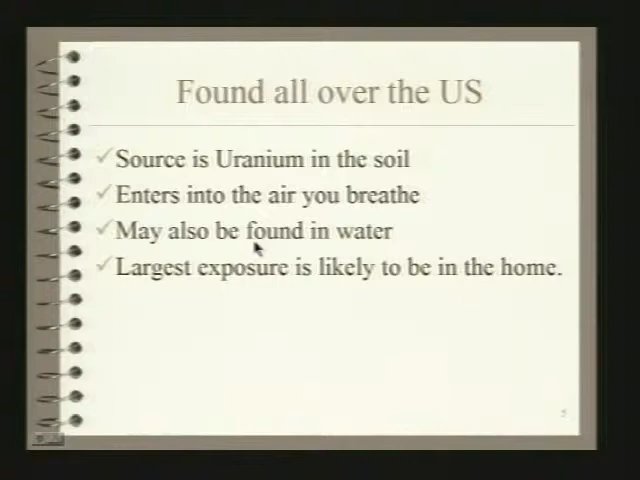 Found all over the US
Source is Uranium in the soil
Enters into the air you breathe
May also be found in water
Largest exposure is likely to be in the home.
5